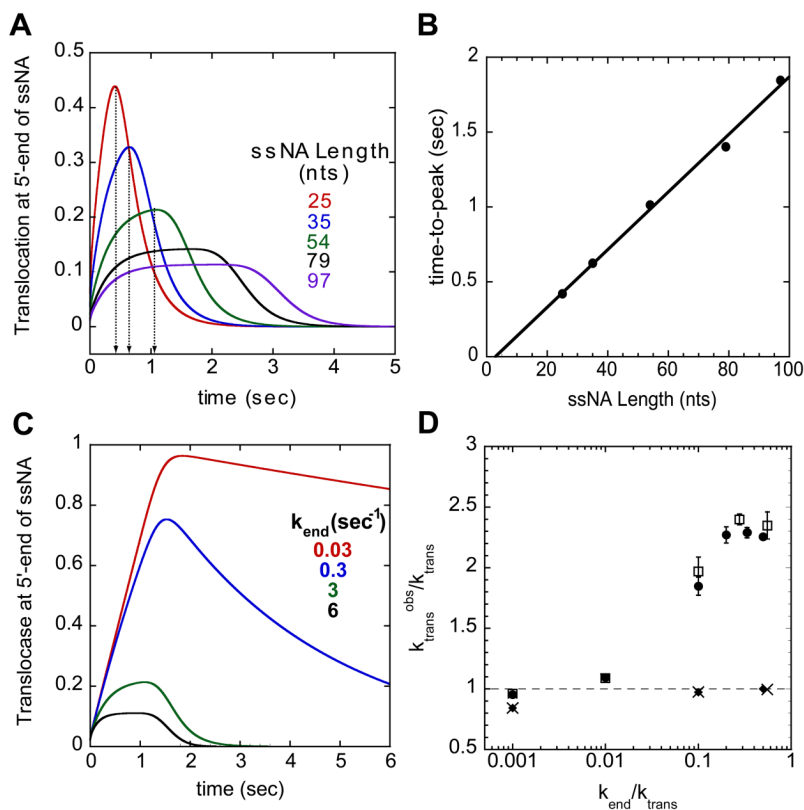 A
Translocation at 5'-end of ssNA
0.5
0.4
0.3
0.2
0.1
0
0 1 2 3 4 5
time (sec)
ssNA Length
(nts)
25
35
54
79
97
B
time-to-peak (sec)
2
1.5
1
0.5
0
0 20 40 60 80 100
ssNA Length (nts)
C
Translocase at 5'-end of ssNA
1
0.8
0.6
0.4
0.2
0
0 1 2 3 4 5 6
time (sec)
k_end(sec⁻¹)
0.03
0.3
3
6
D
k_trans^obs/k_trans
3
2.5
2
1.5
1
0.5
0.001 0.01 0.1 1
k_end/k_trans